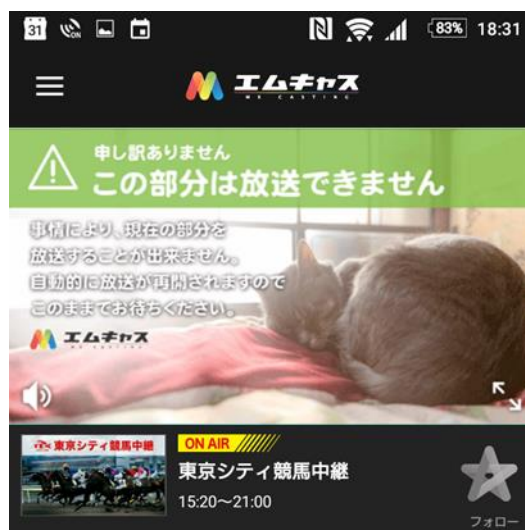 31 ON 83% 18:31
エムキャス
MX CASTING
申し訳ありません
この部分は放送できません
事情により、現在の部分を
放送することが出来ません。
自動的に放送が再開されますので
このままでお待ちください。
エムキャス
MX CASTING
東京シティ競馬中継
ON AIR
東京シティ競馬中継
15:20〜21:00
フォロー